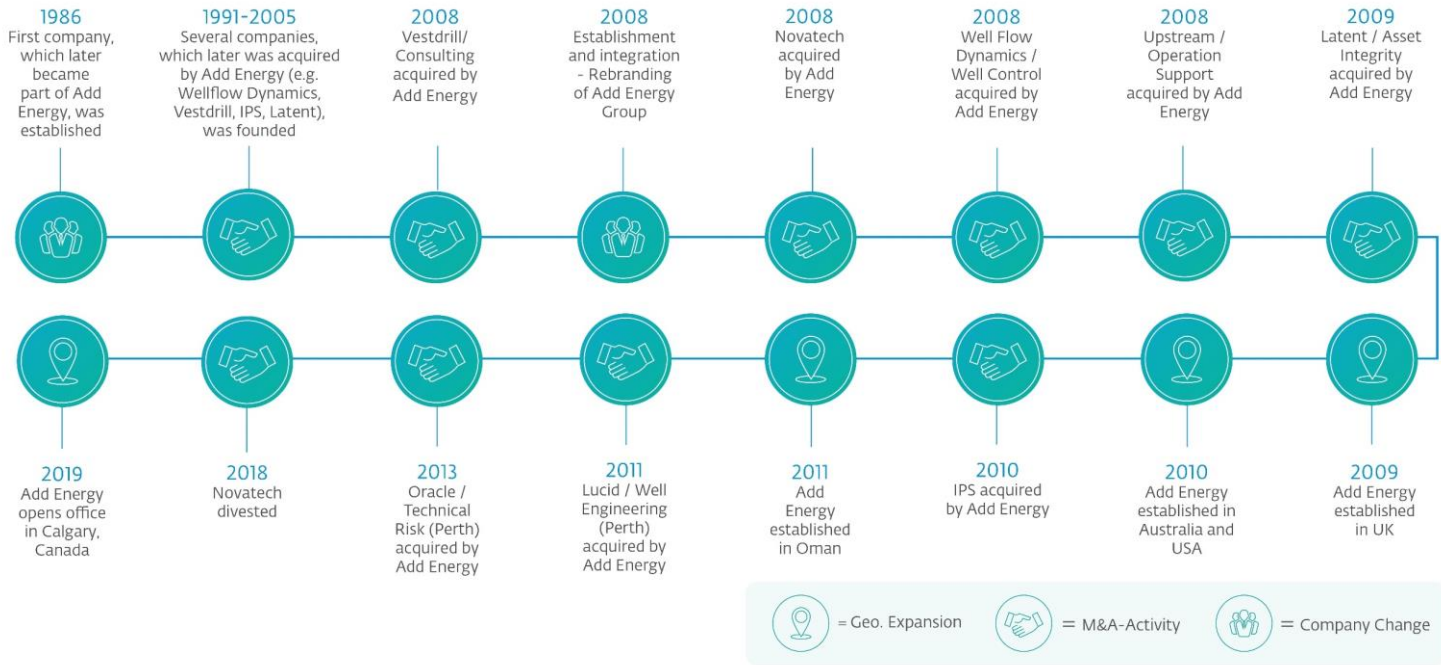 1986
First company,
which later
became
part of Add
Energy, was
established
1991-2005
Several companies,
which later was acquired
by Add Energy (e.g.
Wellflow Dynamics,
Vestdrill, IPS, Latent),
was founded
2008
Vestdrill/
Consulting
acquired by
Add Energy
2008
Establishment
and integration
- Rebranding
of Add Energy
Group
2008
Novatech
acquired
by Add
Energy
2008
Well Flow
Dynamics /
Well Control
acquired by
Add Energy
2008
Upstream /
Operation
Support
acquired by Add
Energy
2009
Latent / Asset
Integrity
acquired by
Add Energy
2019
Add Energy
opens office
in Calgary,
Canada
2018
Novatech
divested
2013
Oracle /
Technical
Risk (Perth)
acquired by
Add Energy
2011
Lucid / Well
Engineering
(Perth)
acquired by
Add Energy
2011
Add
Energy
established
in Oman
2010
IPS acquired
by Add Energy
2010
Add Energy
established in
Australia and
USA
2009
Add Energy
established
in UK
= Geo. Expansion
= M&A-Activity
= Company Change